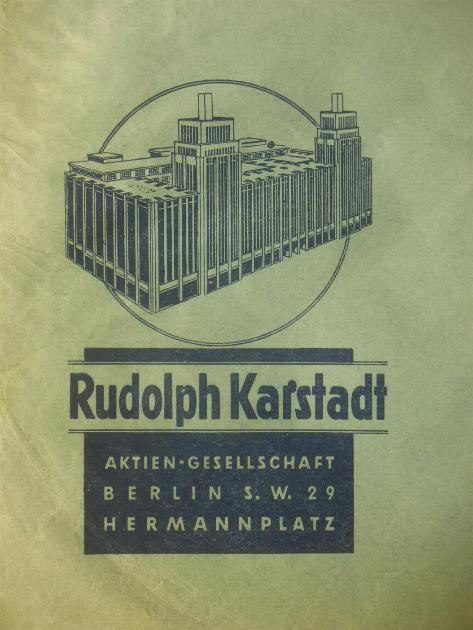 Rudolph Karstadt
AKTIEN-GESELLSCHAFT
BERLIN S.W. 29
HERMANNPLATZ